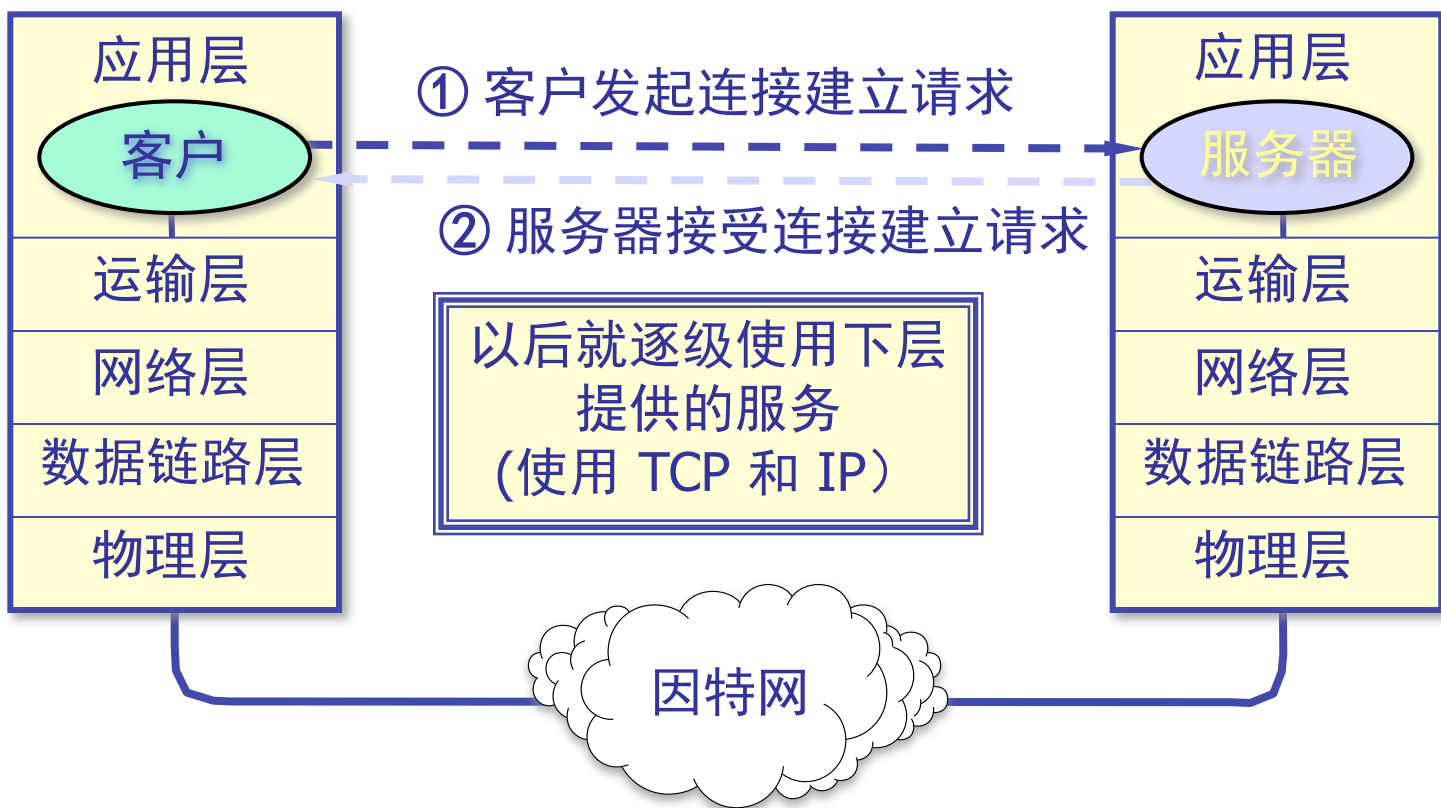 应用层
客户
运输层
网络层
数据链路层
物理层
① 客户发起连接建立请求
② 服务器接受连接建立请求
以后就逐级使用下层
提供的服务
(使用 TCP 和 IP）
因特网
应用层
服务器
运输层
网络层
数据链路层
物理层